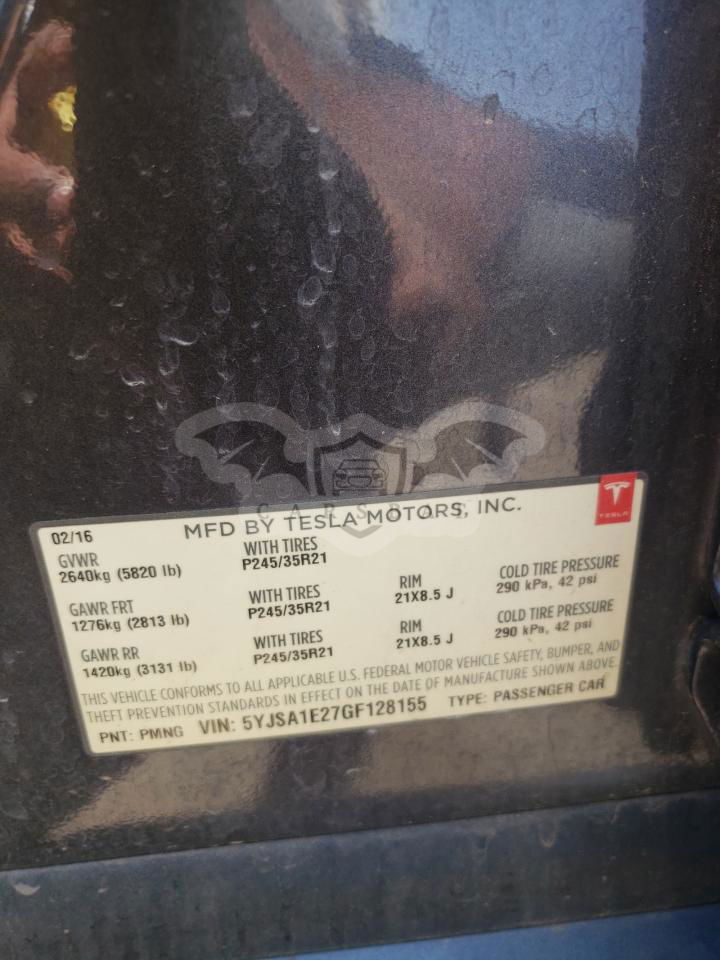 CARSBAT
02/16
MFD BY TESLA MOTORS, INC.
TESLA
GVWR
2640kg (5820 lb)
WITH TIRES
P245/35R21
GAWR FRT
1276kg (2813 lb)
WITH TIRES
P245/35R21
RIM
21X8.5 J
COLD TIRE PRESSURE
290 kPa, 42 psi
GAWR RR
1420kg (3131 lb)
WITH TIRES
P245/35R21
RIM
21X8.5 J
COLD TIRE PRESSURE
290 kPa, 42 psi
THIS VEHICLE CONFORMS TO ALL APPLICABLE U.S. FEDERAL MOTOR VEHICLE SAFETY, BUMPER, AND
THEFT PREVENTION STANDARDS IN EFFECT ON THE DATE OF MANUFACTURE SHOWN ABOVE.
PNT: PMNG VIN: 5YJSA1E27GF128155 TYPE: PASSENGER CAR